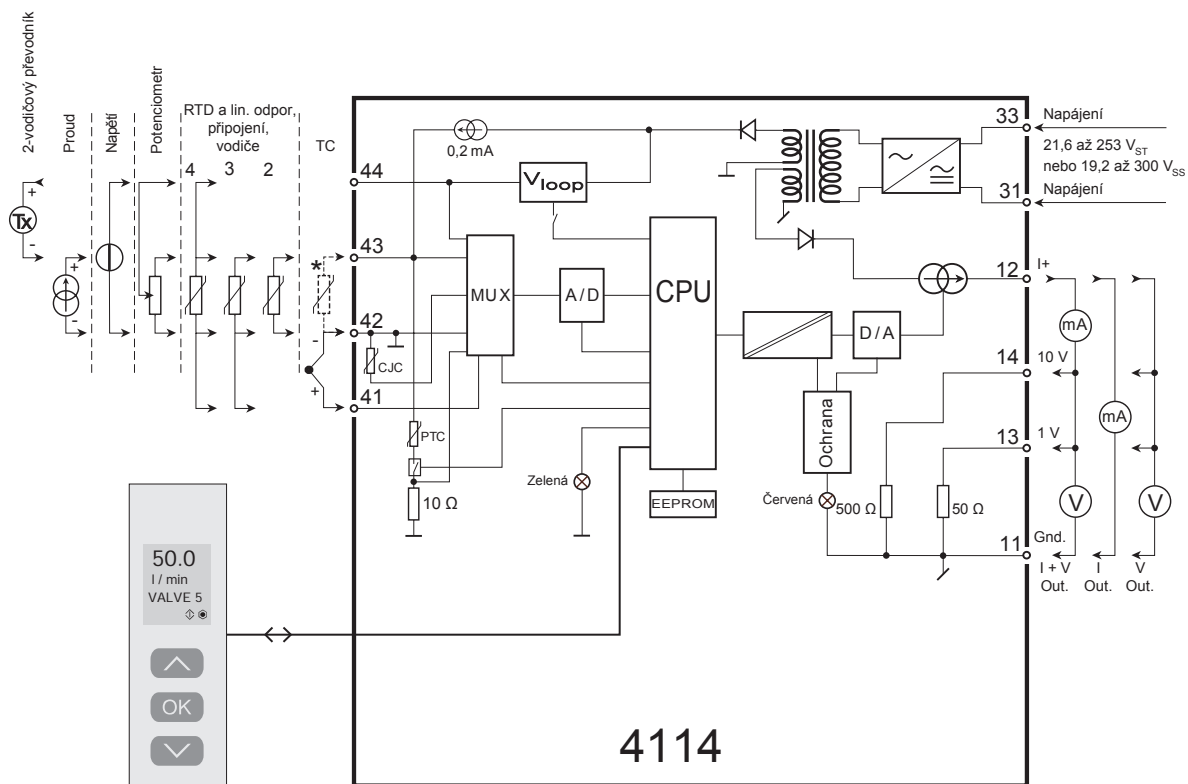 2-vodičový převodník
Proud
Napětí
Potenciometr
RTD a lin. odpor,
připojení,
vodiče
4 3 2
TC
+
Tx
-
+
-
*
-
+
44
43
42
41
0,2 mA
Vloop
MUX
A/D
CPU
CJC
PTC
10 Ω
Zelená
EEPROM
D/A
Ochrana
Červená
500 Ω
50 Ω
33
Napájení
21,6 až 253 VST
nebo 19,2 až 300 VSS
31
Napájení
12
I+
mA
14
10 V
mA
13
1 V
V
V
11
Gnd.
I + V
Out.
I
Out.
V
Out.
50.0
l / min
VALVE 5
OK
4114